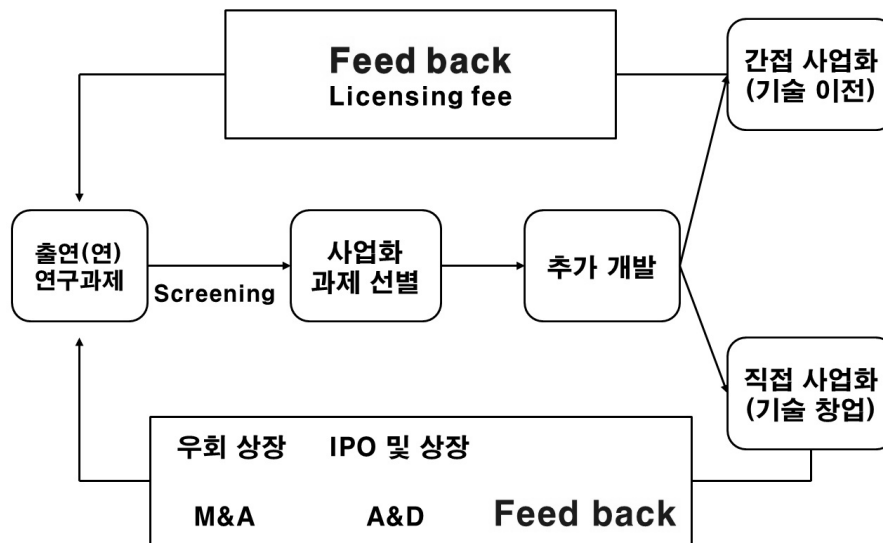 Feed back
Licensing fee
간접 사업화
(기술 이전)
출연(연)
연구과제
Screening
사업화
과제 선별
추가 개발
직접 사업화
(기술 창업)
우회 상장 IPO 및 상장
M&A A&D Feed back